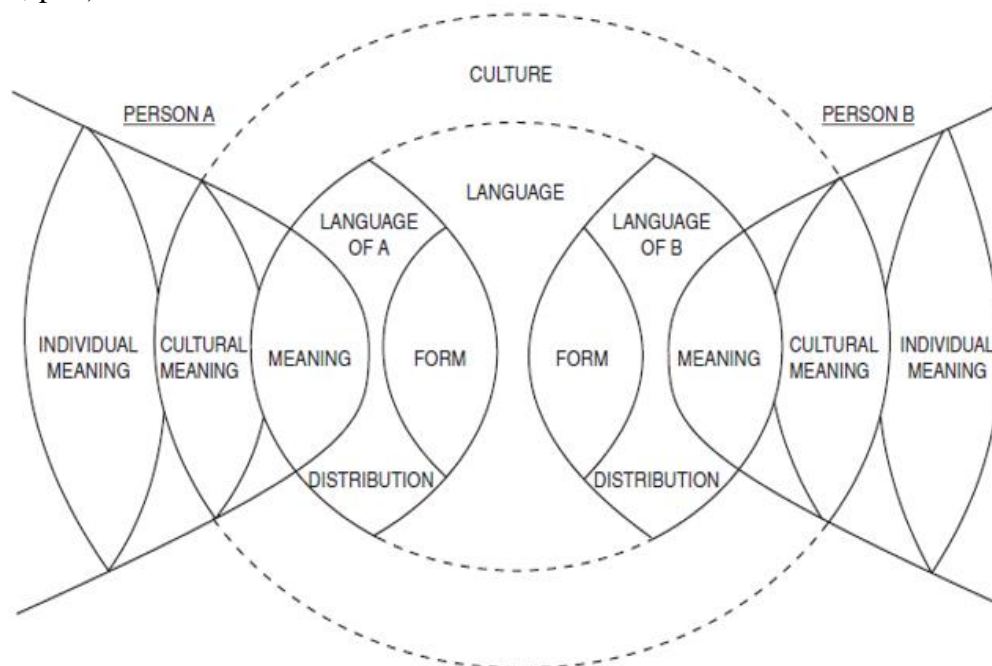 CULTURE
PERSON A
PERSON B
LANGUAGE
LANGUAGE
OF A
LANGUAGE
OF B
INDIVIDUAL
MEANING
CULTURAL
MEANING
MEANING
FORM
FORM
MEANING
CULTURAL
MEANING
INDIVIDUAL
MEANING
DISTRIBUTION
DISTRIBUTION